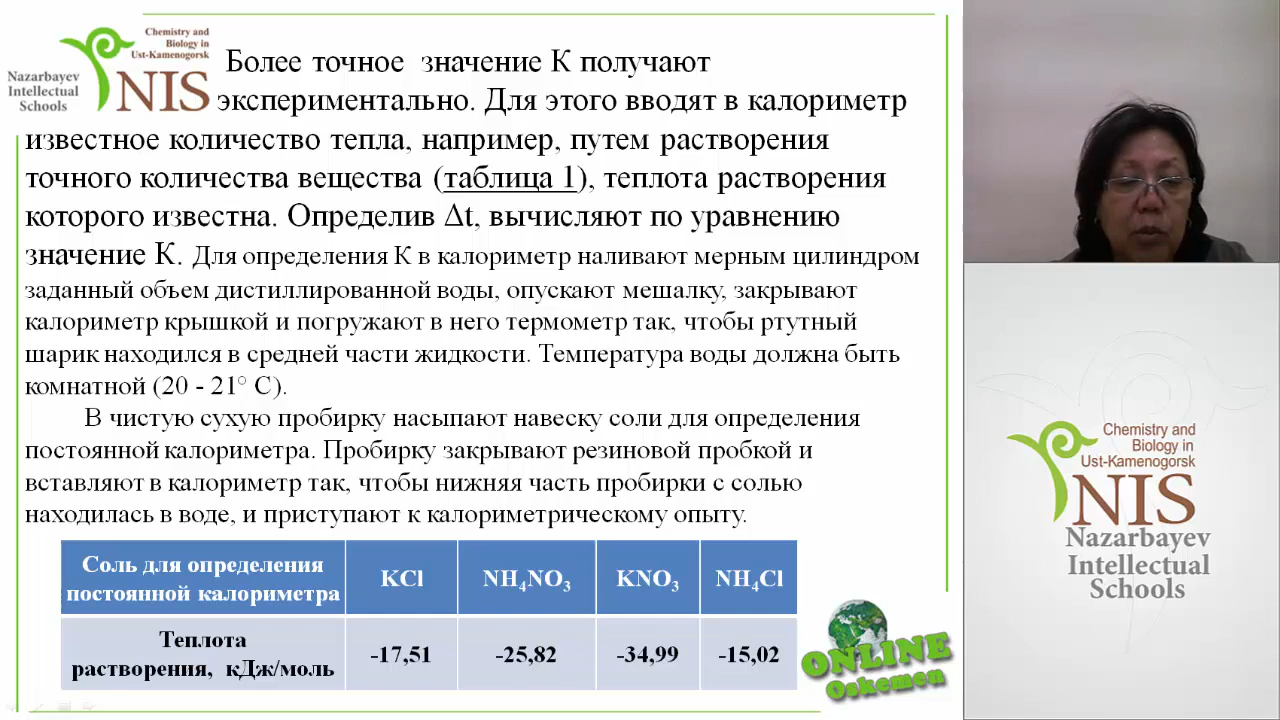 Chemistry and
Biology in
Ust-Kamenogorsk
Nazarbayev
Intellectual
Schools
NIS
Более точное значение К получают
экспериментально. Для этого вводят в калориметр
известное количество тепла, например, путем растворения
точного количества вещества (таблица 1), теплота растворения
которого известна. Определив Δt, вычисляют по уравнению
значение К. Для определения К в калориметр наливают мерным цилиндром
заданный объем дистиллированной воды, опускают мешалку, закрывают
калориметр крышкой и погружают в него термометр так, чтобы ртутный
шарик находился в средней части жидкости. Температура воды должна быть
комнатной (20 - 21° С).
В чистую сухую пробирку насыпают навеску соли для определения
постоянной калориметра. Пробирку закрывают резиновой пробкой и
вставляют в калориметр так, чтобы нижняя часть пробирки с солью
находилась в воде, и приступают к калориметрическому опыту.
Соль для определения
постоянной калориметра
KCl
NH₄NO₃
KNO₃
NH₄Cl
Теплота
растворения, кДж/моль
-17,51
-25,82
-34,99
-15,02
ONLINE
Oskemen
Chemistry and
Biology in
Ust-Kamenogorsk
NIS
Nazarbayev
Intellectual
Schools